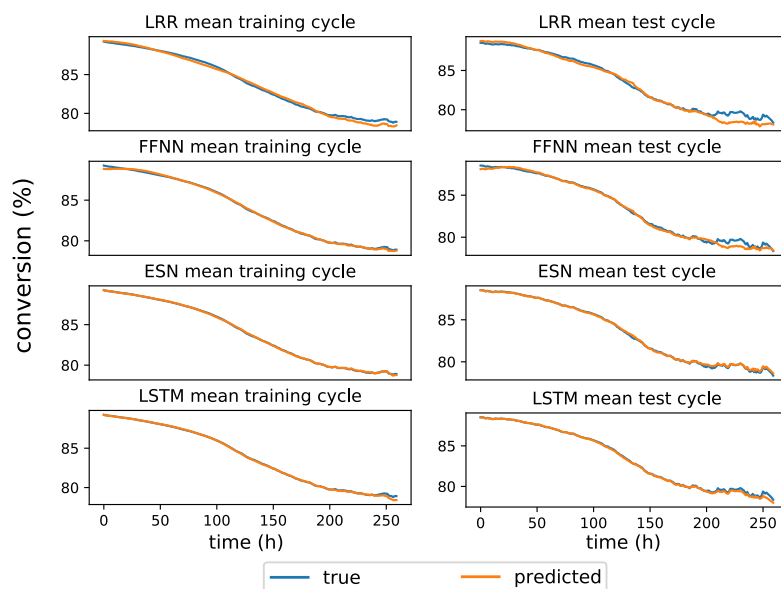 LRR mean training cycle
LRR mean test cycle
85
80
85
80
FFNN mean training cycle
FFNN mean test cycle
85
80
85
80
conversion (%)
ESN mean training cycle
ESN mean test cycle
85
80
85
80
LSTM mean training cycle
LSTM mean test cycle
85
80
85
80
0 50 100 150 200 250
0 50 100 150 200 250
time (h)
time (h)
true predicted